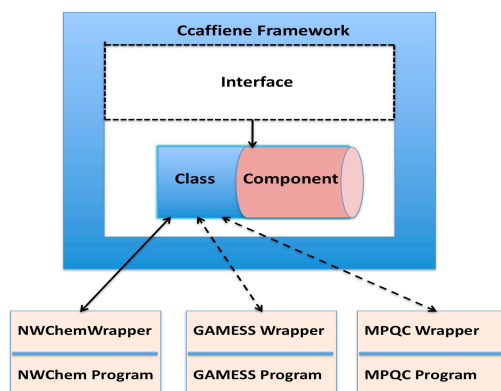 Ccaffiene Framework
Interface
Class
Component
NWChemWrapper
NWChem Program
GAMESS Wrapper
GAMESS Program
MPQC Wrapper
MPQC Program